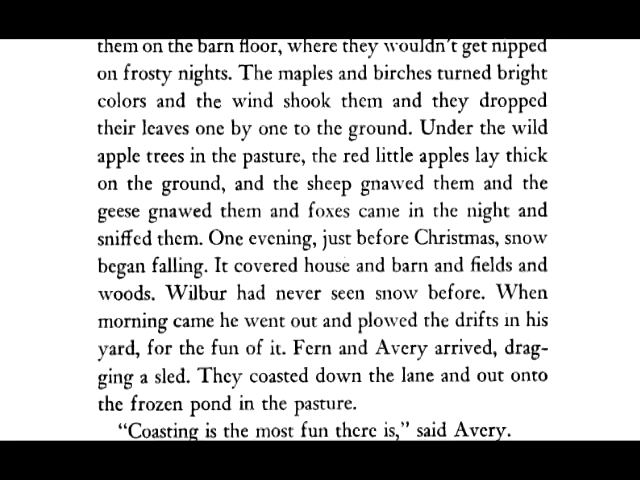 them on the barn floor, where they wouldn't get nipped
on frosty nights. The maples and birches turned bright
colors and the wind shook them and they dropped
their leaves one by one to the ground. Under the wild
apple trees in the pasture, the red little apples lay thick
on the ground, and the sheep gnawed them and the
geese gnawed them and foxes came in the night and
sniffed them. One evening, just before Christmas, snow
began falling. It covered house and barn and fields and
woods. Wilbur had never seen snow before. When
morning came he went out and plowed the drifts in his
yard, for the fun of it. Fern and Avery arrived, drag-
ging a sled. They coasted down the lane and out onto
the frozen pond in the pasture.
"Coasting is the most fun there is," said Avery.